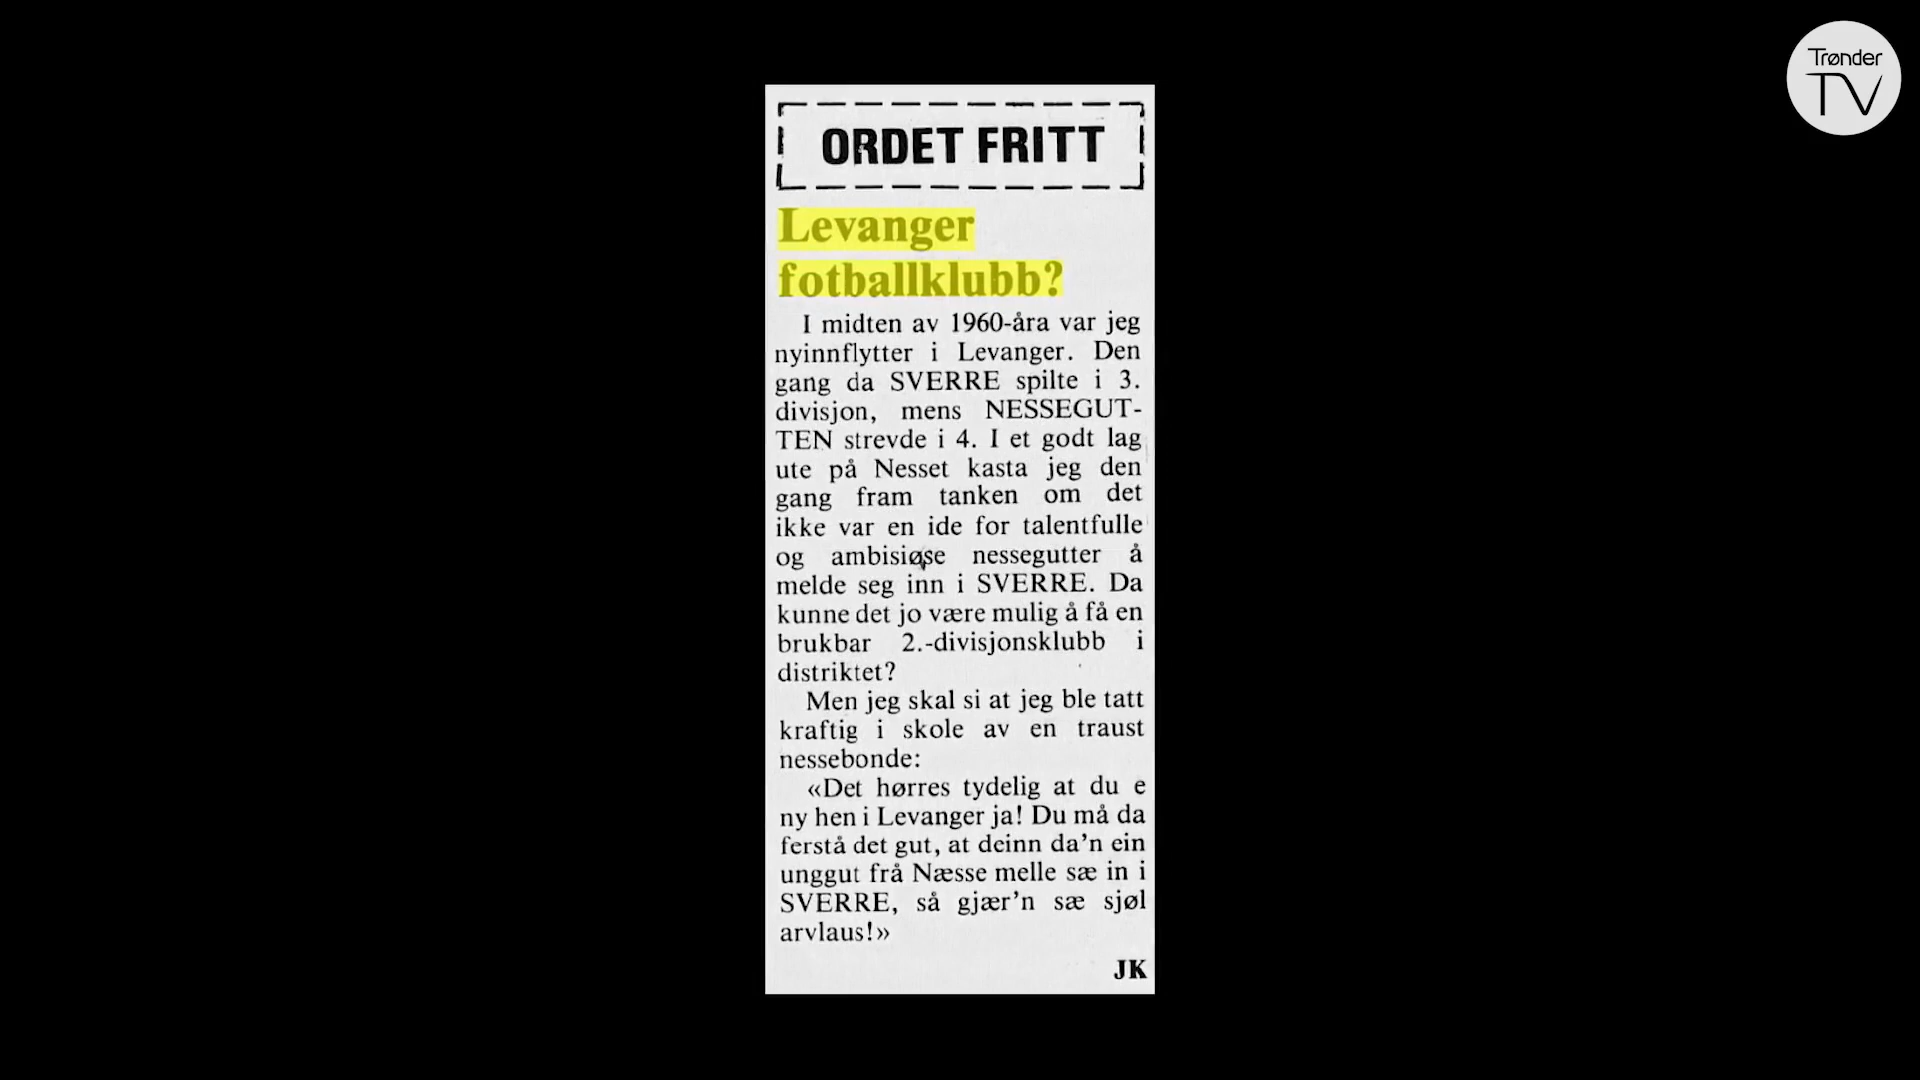 Trønder
TV
ORDET FRITT
Levanger
fotballklubb?
I midten av 1960-åra var jeg
nyinnflytter i Levanger. Den
gang da SVERRE spilte i 3.
divisjon, mens NESSEGUT-
TEN strevde i 4. I et godt lag
ute på Nesset kasta jeg den
gang fram tanken om det
ikke var en ide for talentfulle
og ambisiøse nessegutter å
melde seg inn i SVERRE. Da
kunne det jo være mulig å få en
brukbar 2.-divisjonsklubb i
distriktet?
Men jeg skal si at jeg ble tatt
kraftig i skole av en traust
nessebonde:
«Det hørres tydelig at du e
ny hen i Levanger ja! Du må da
ferstå det gut, at deinn da'n ein
unggut frå Næsse melle sæ in i
SVERRE, så gjær'n sæ sjøl
arvlaus!»
JK